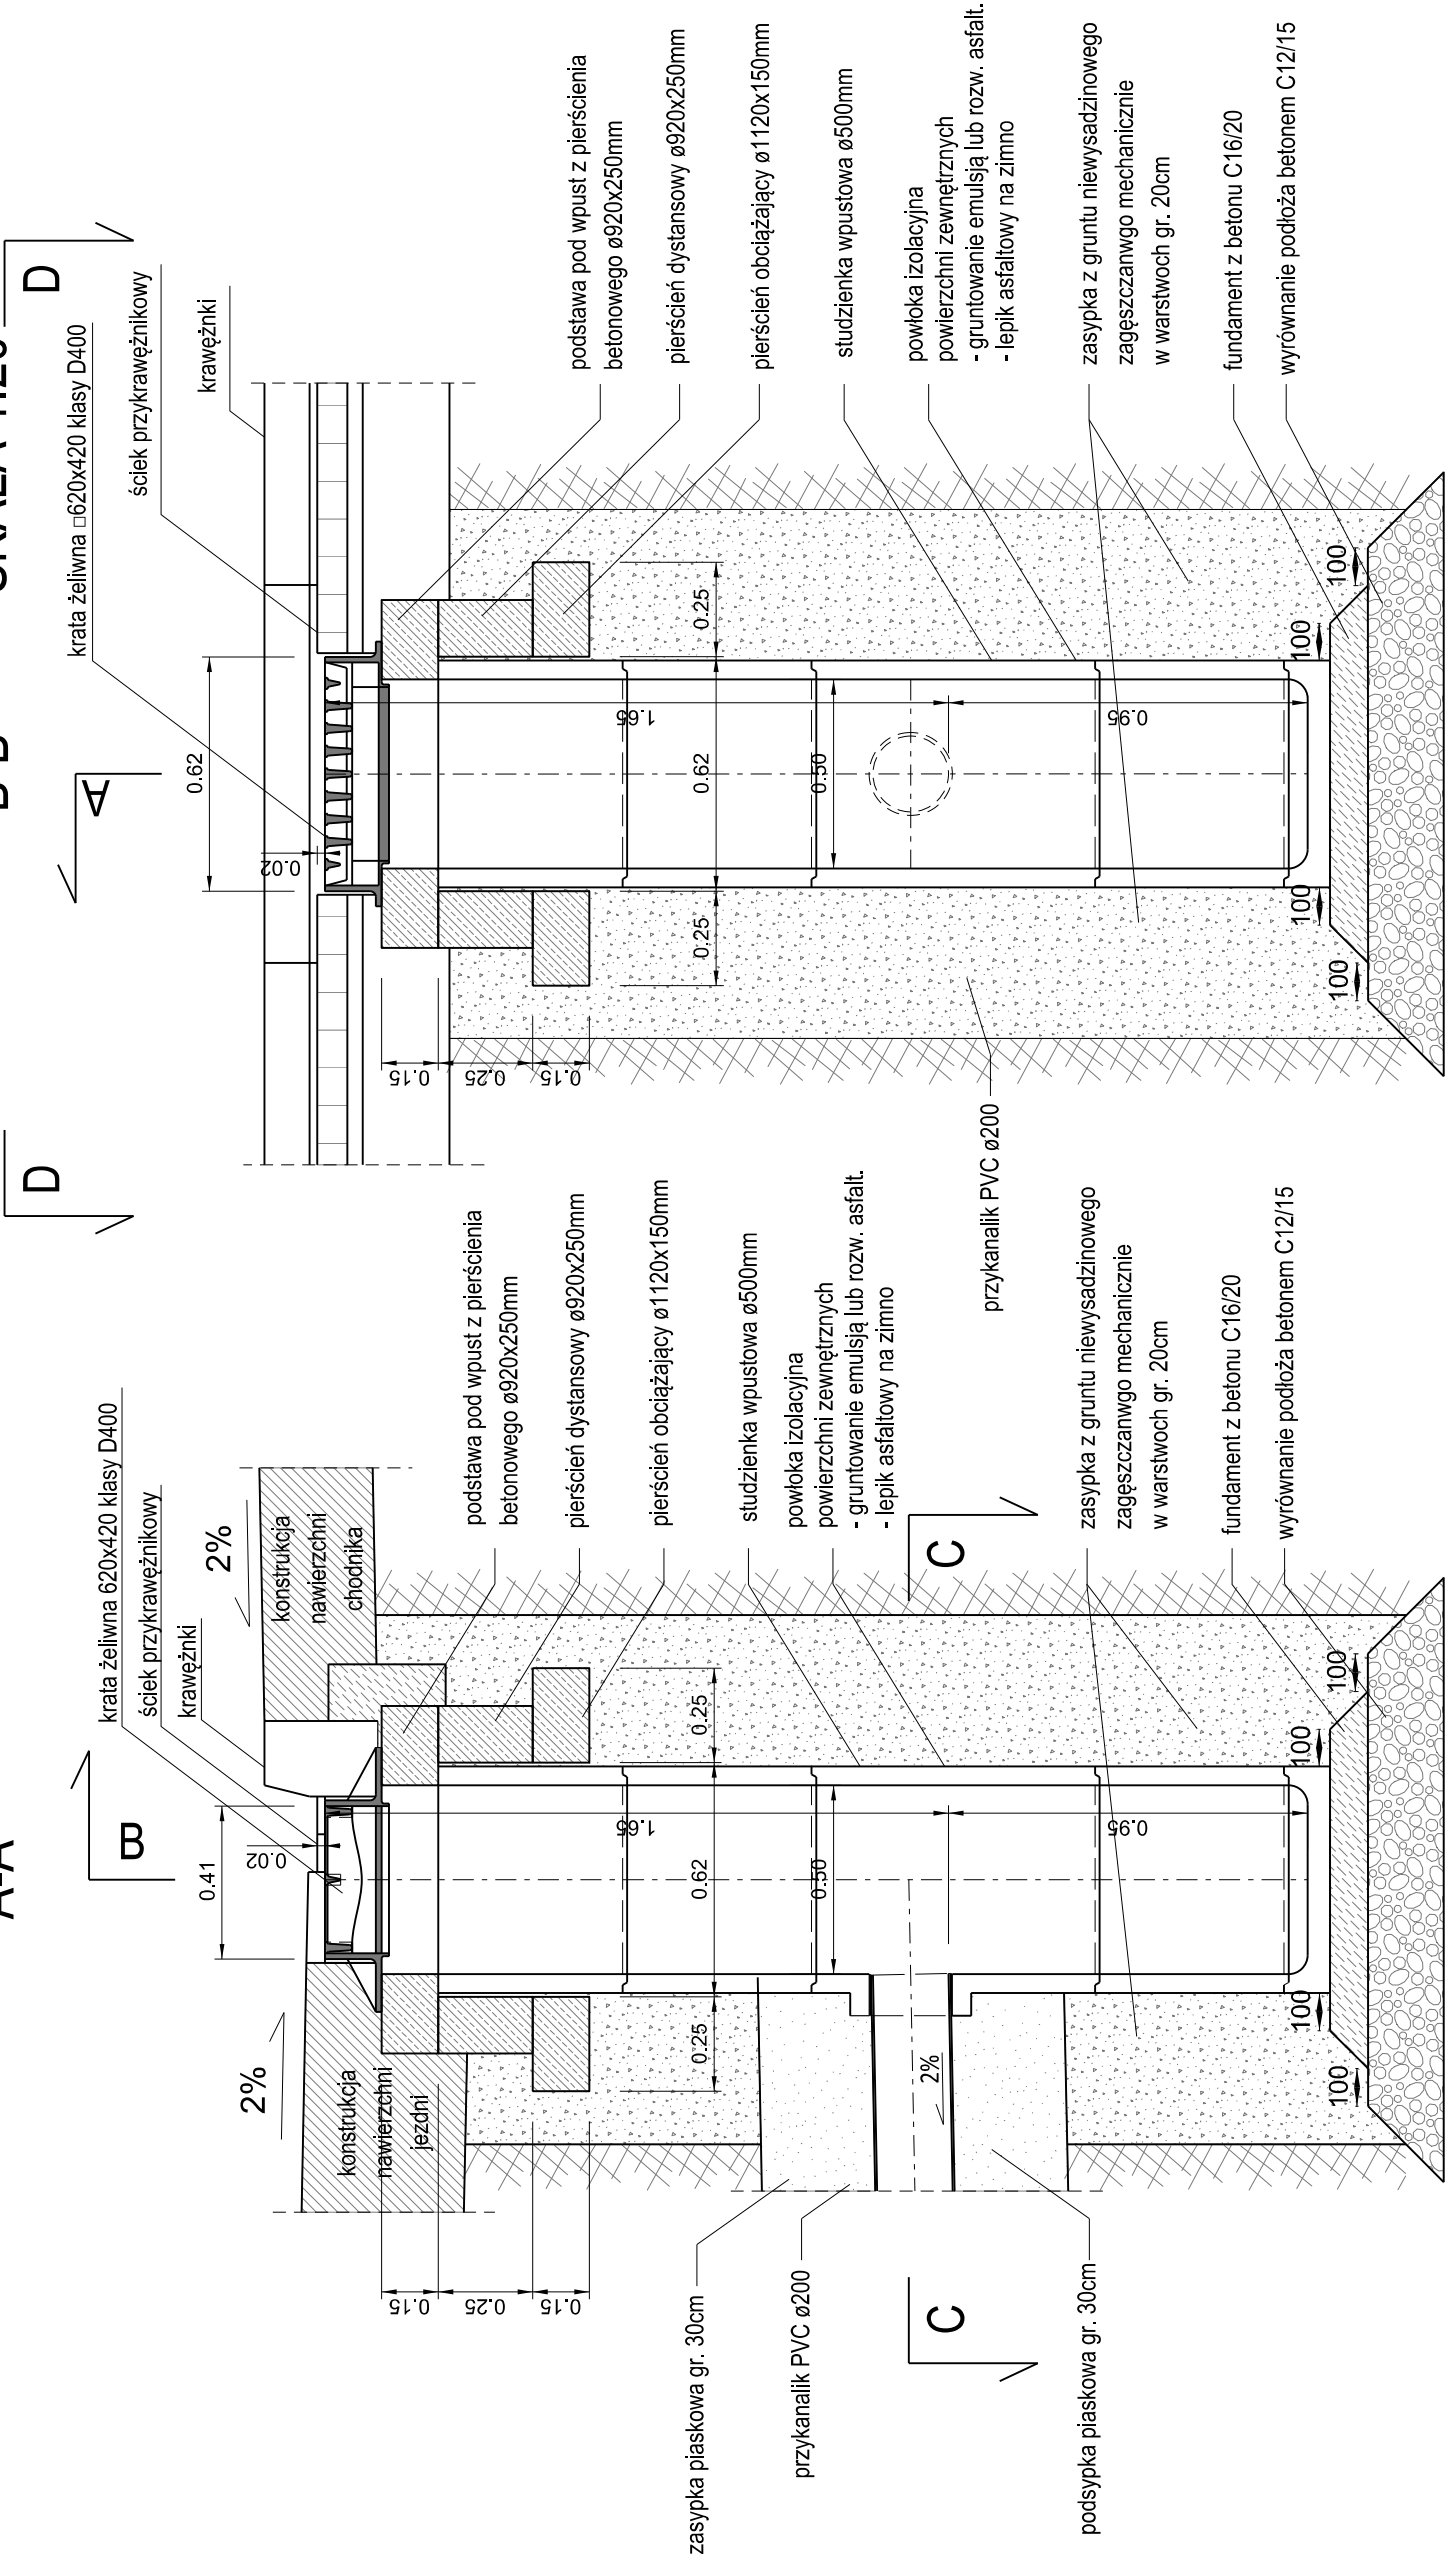 A-A
B-B
krata żeliwna 620x420 klasy D400
ściek przykrawężnikowy
krawężnki
B
0.41
0.02
2%
2%
konstrukcja
nawierzchni
chodnika
konstrukcja
nawierzchni
jezdni
podstawa pod wpust z pierścienia
betonowego ø920x250mm
pierścień dystansowy ø920x250mm
pierścień obciążający ø1120x150mm
studzienka wpustowa ø500mm
powłoka izolacyjna
powierzchni zewnętrznych
- gruntowanie emulsją lub rozw. asfalt.
- lepik asfaltowy na zimno
C
zasypka z gruntu niewysadzinowego
zagęszczanwgo mechanicznie
w warstwoch gr. 20cm
fundament z betonu C16/20
wyrównanie podłoża betonem C12/15
0.15
0.25
0.15
0.25
0.62
0.25
0.50
1.65
0.95
2%
100
100
100
100
zasypka piaskowa gr. 30cm
przykanalik PVC ø200
C
podsypka piaskowa gr. 30cm
D
D
krata żeliwna □620x420 klasy D400
ściek przykrawężnikowy
krawężnki
A
0.62
0.02
podstawa pod wpust z pierścienia
betonowego ø920x250mm
pierścień dystansowy ø920x250mm
pierścień obciążający ø1120x150mm
studzienka wpustowa ø500mm
powłoka izolacyjna
powierzchni zewnętrznych
- gruntowanie emulsją lub rozw. asfalt.
- lepik asfaltowy na zimno
zasypka z gruntu niewysadzinowego
zagęszczanwgo mechanicznie
w warstwoch gr. 20cm
fundament z betonu C16/20
wyrównanie podłoża betonem C12/15
0.15
0.25
0.15
0.25
0.62
0.25
0.50
1.65
0.95
100
100
100
100
przykanalik PVC ø200